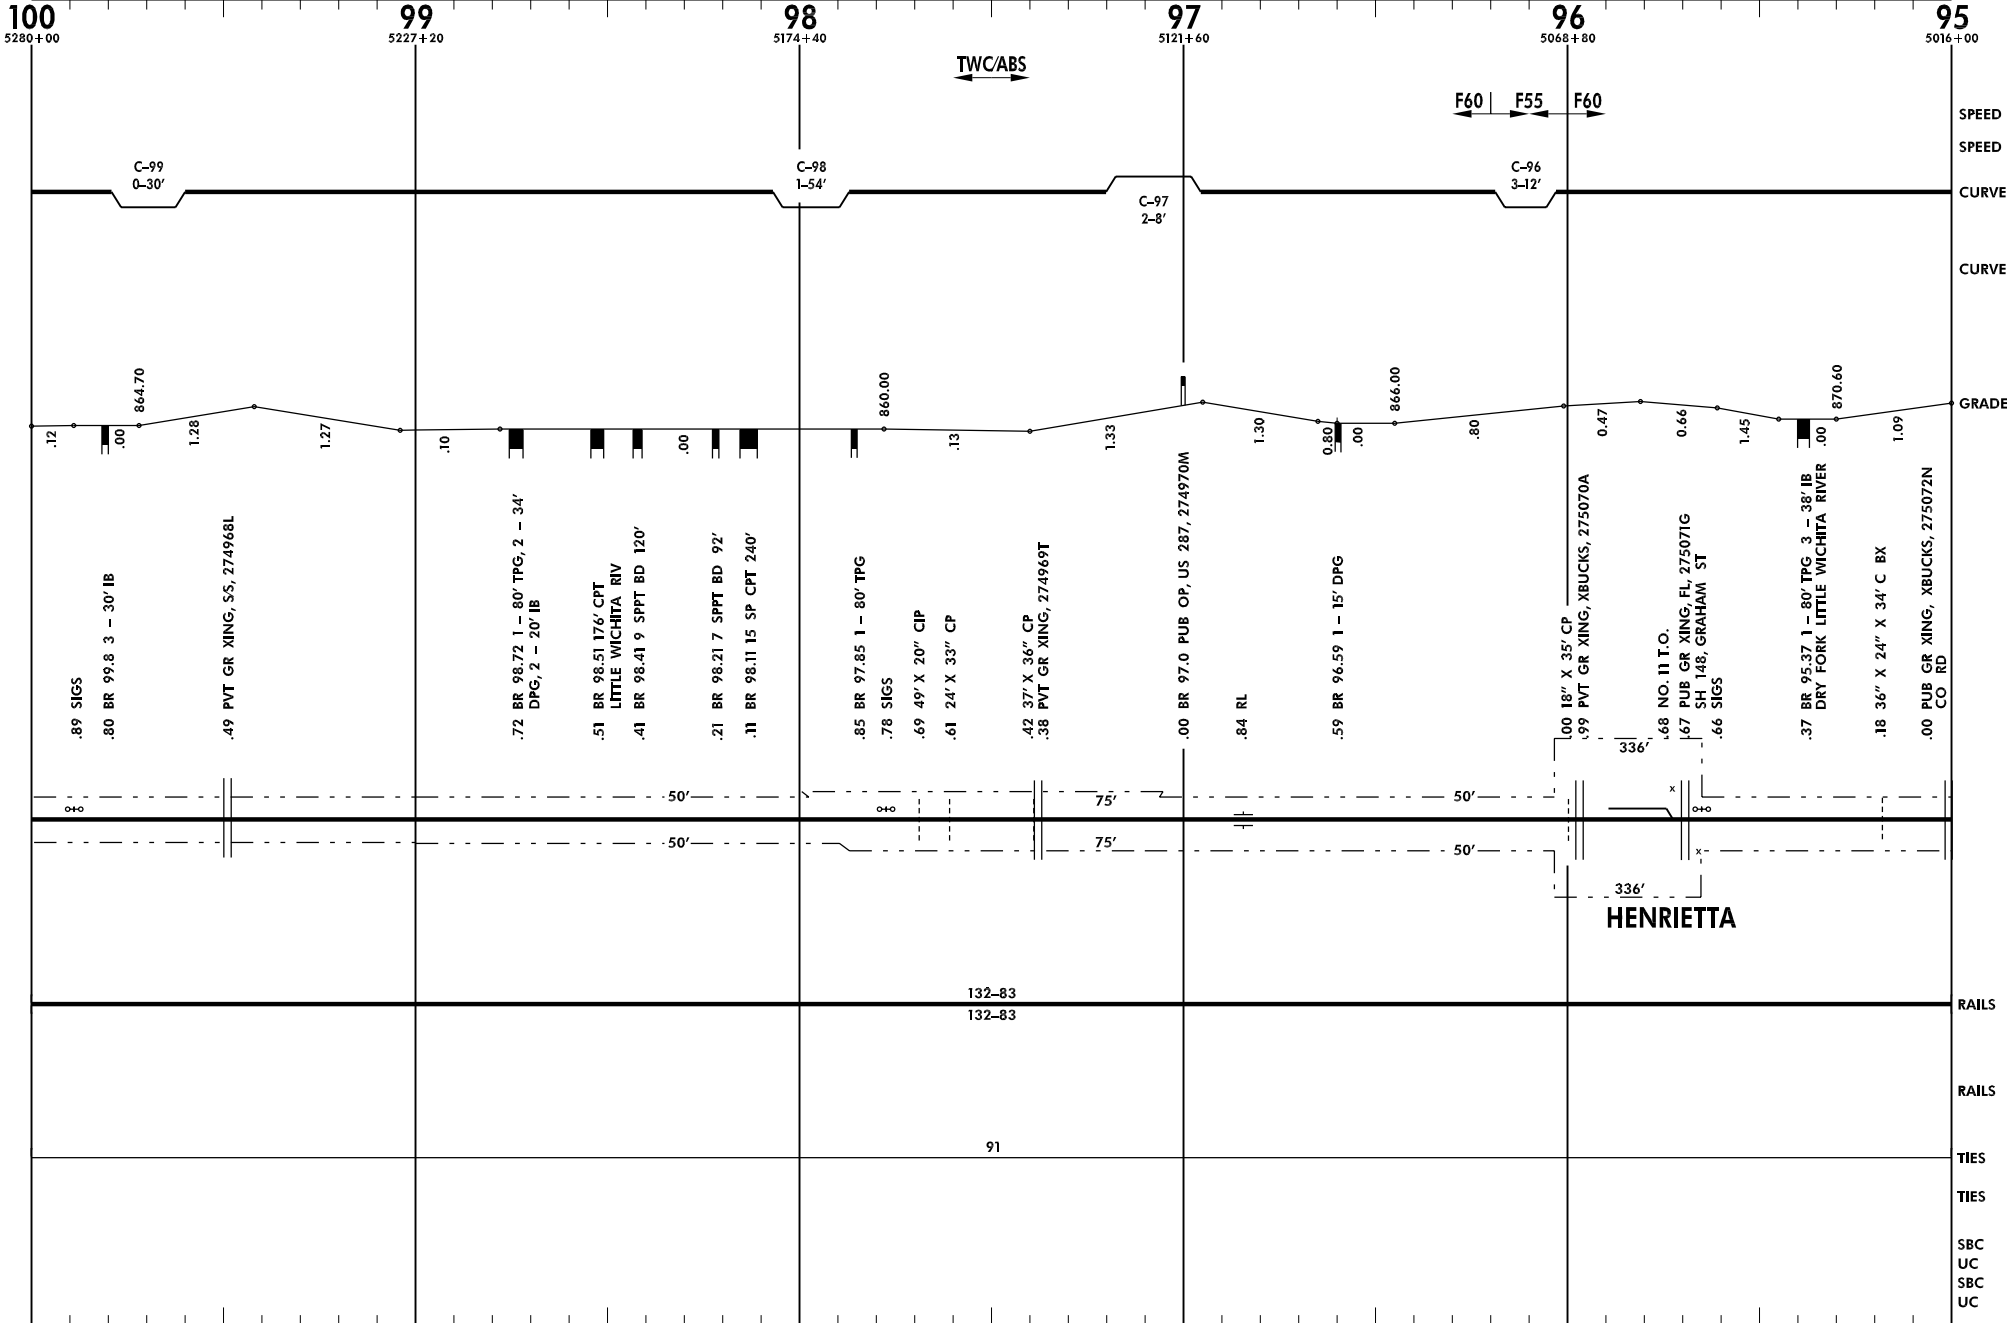 100 99 98 97 96 95
5280+00 5227+20 5174+40 5121+60 5068+80 5016+00
TWC/ABS
F60 F55 F60
SPEED
SPEED
C–99
0–30′
C–98
1–54′
C–97
2–8′
C–96
3–12′
CURVE
CURVE
864.70
860.00
866.00
870.60
GRADE
.12
.00
1.28
1.27
.10
.00
.13
1.33
1.30
0.80
.00
.80
0.47
0.66
1.45
.00
1.09
.89 SIGS
.80 BR 99.8 3 – 30′ IB
.49 PVT GR XING, S/S, 274968L
.72 BR 98.72 1 – 80′ TPG, 2 – 34′
DPG, 2 – 20′ IB
.51 BR 98.51 176′ CPT
LITTLE WICHITA RIV
.41 BR 98.41 9 SPPT BD 120′
.21 BR 98.21 7 SPPT BD 92′
.11 BR 98.11 15 SP CPT 240′
.85 BR 97.85 1 – 80′ TPG
.78 SIGS
.69 49′ X 20″ CIP
.61 24′ X 33″ CP
.42 37′ X 36″ CP
.38 PVT GR XING, 274969T
.00 BR 97.0 PUB OP, US 287, 274970M
.84 RL
.59 BR 96.59 1 – 15′ DPG
.00 18″ X 35′ CP
.99 PVT GR XING, XBUCKS, 275070A
.68 NO. 11 T.O.
.67 PUB GR XING, FL, 275071G
SH 148, GRAHAM ST
.66 SIGS
.37 BR 95.37 1 – 80′ TPG 3 – 38′ IB
DRY FORK LITTLE WICHITA RIVER
.18 36″ X 24″ X 34′ C BX
.00 PUB GR XING, XBUCKS, 275072N
CO RD
336′
50′ 75′ 50′
x
50′ 75′ 50′
x
336′
HENRIETTA
132–83
RAILS
132–83
RAILS
91
TIES
TIES
SBC
UC
SBC
UC